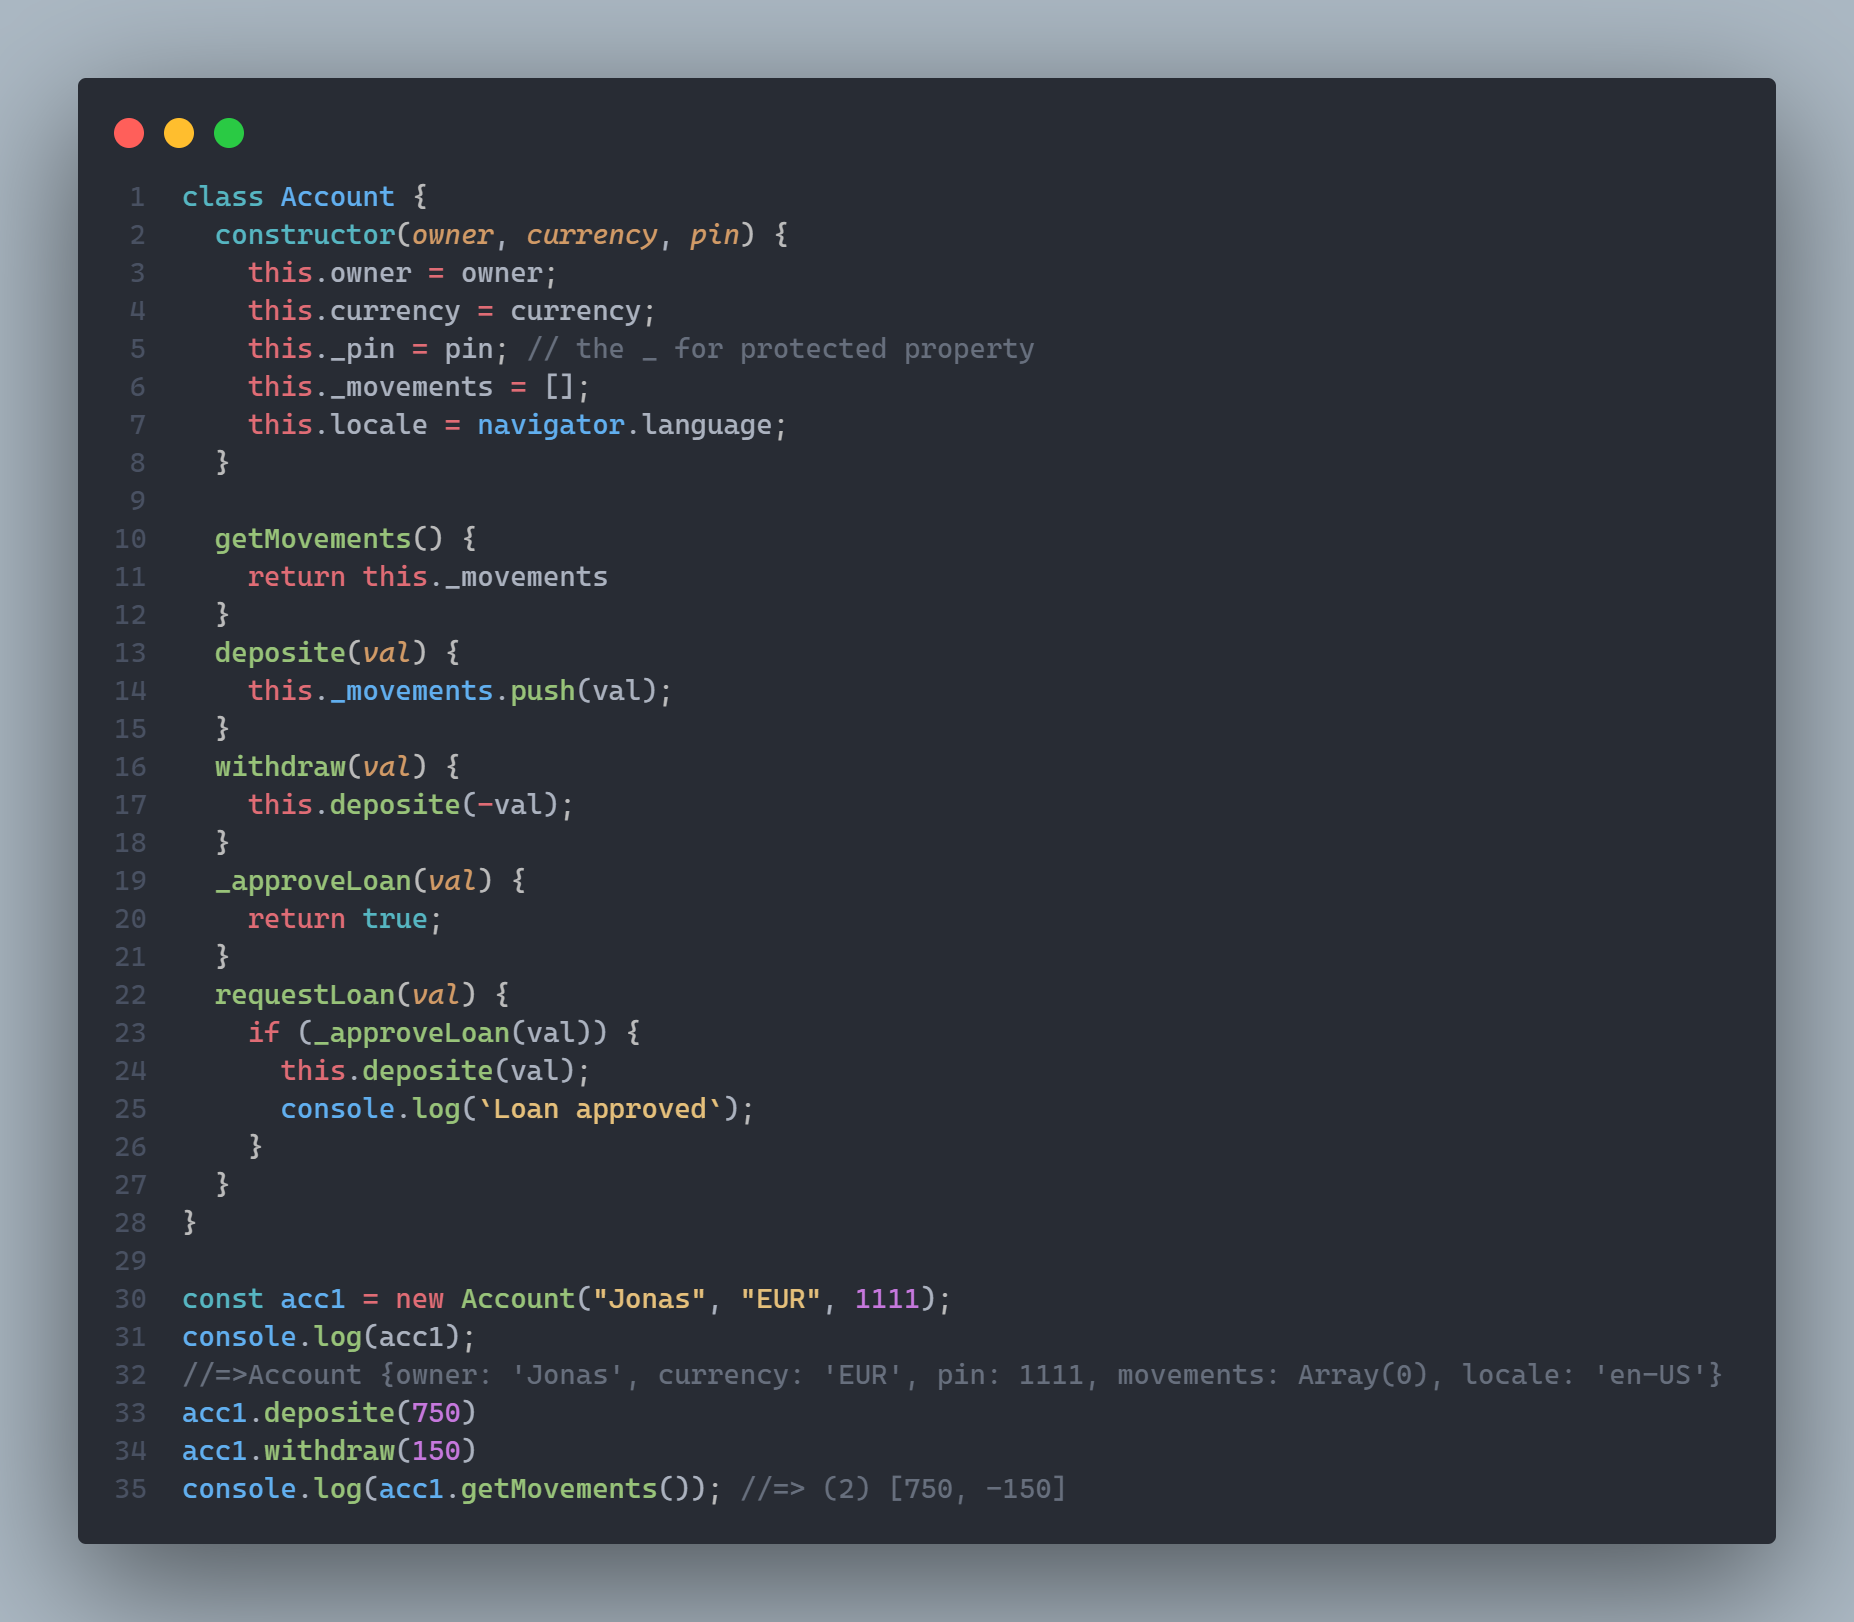 1 class Account {
2 constructor(owner, currency, pin) {
3 this.owner = owner;
4 this.currency = currency;
5 this._pin = pin; // the _ for protected property
6 this._movements = [];
7 this.locale = navigator.language;
8 }
9
10 getMovements() {
11 return this._movements
12 }
13 deposite(val) {
14 this._movements.push(val);
15 }
16 withdraw(val) {
17 this.deposite(-val);
18 }
19 _approveLoan(val) {
20 return true;
21 }
22 requestLoan(val) {
23 if (_approveLoan(val)) {
24 this.deposite(val);
25 console.log(`Loan approved`);
26 }
27 }
28 }
29
30 const acc1 = new Account("Jonas", "EUR", 1111);
31 console.log(acc1);
32 //=>Account {owner: 'Jonas', currency: 'EUR', pin: 1111, movements: Array(0), locale: 'en-US'}
33 acc1.deposite(750)
34 acc1.withdraw(150)
35 console.log(acc1.getMovements()); //=> (2) [750, -150]